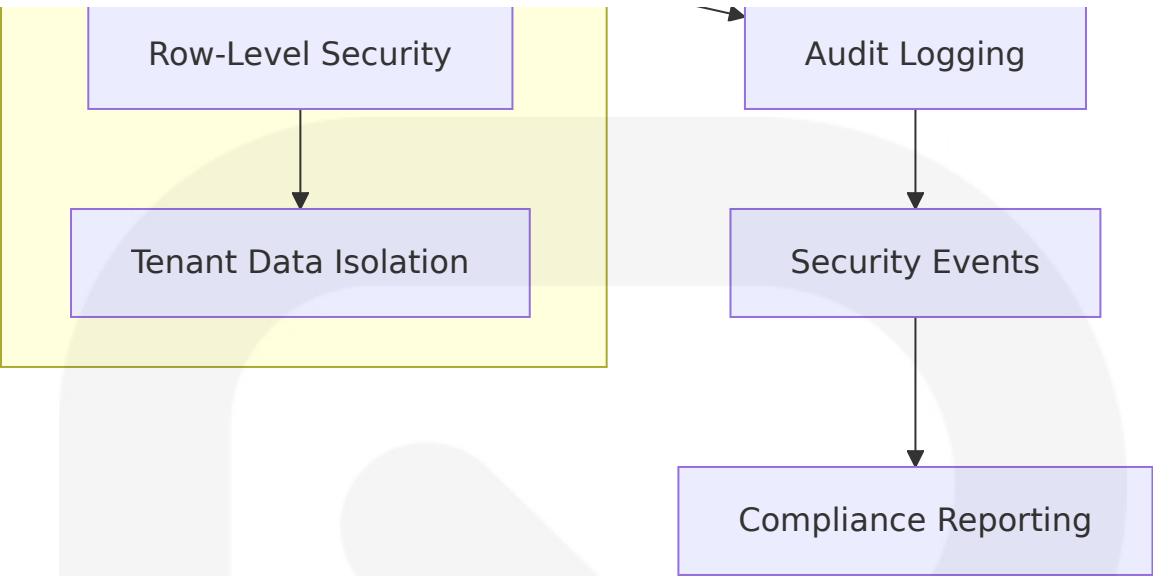 Row-Level Security
Audit Logging
Tenant Data Isolation
Security Events
Compliance Reporting